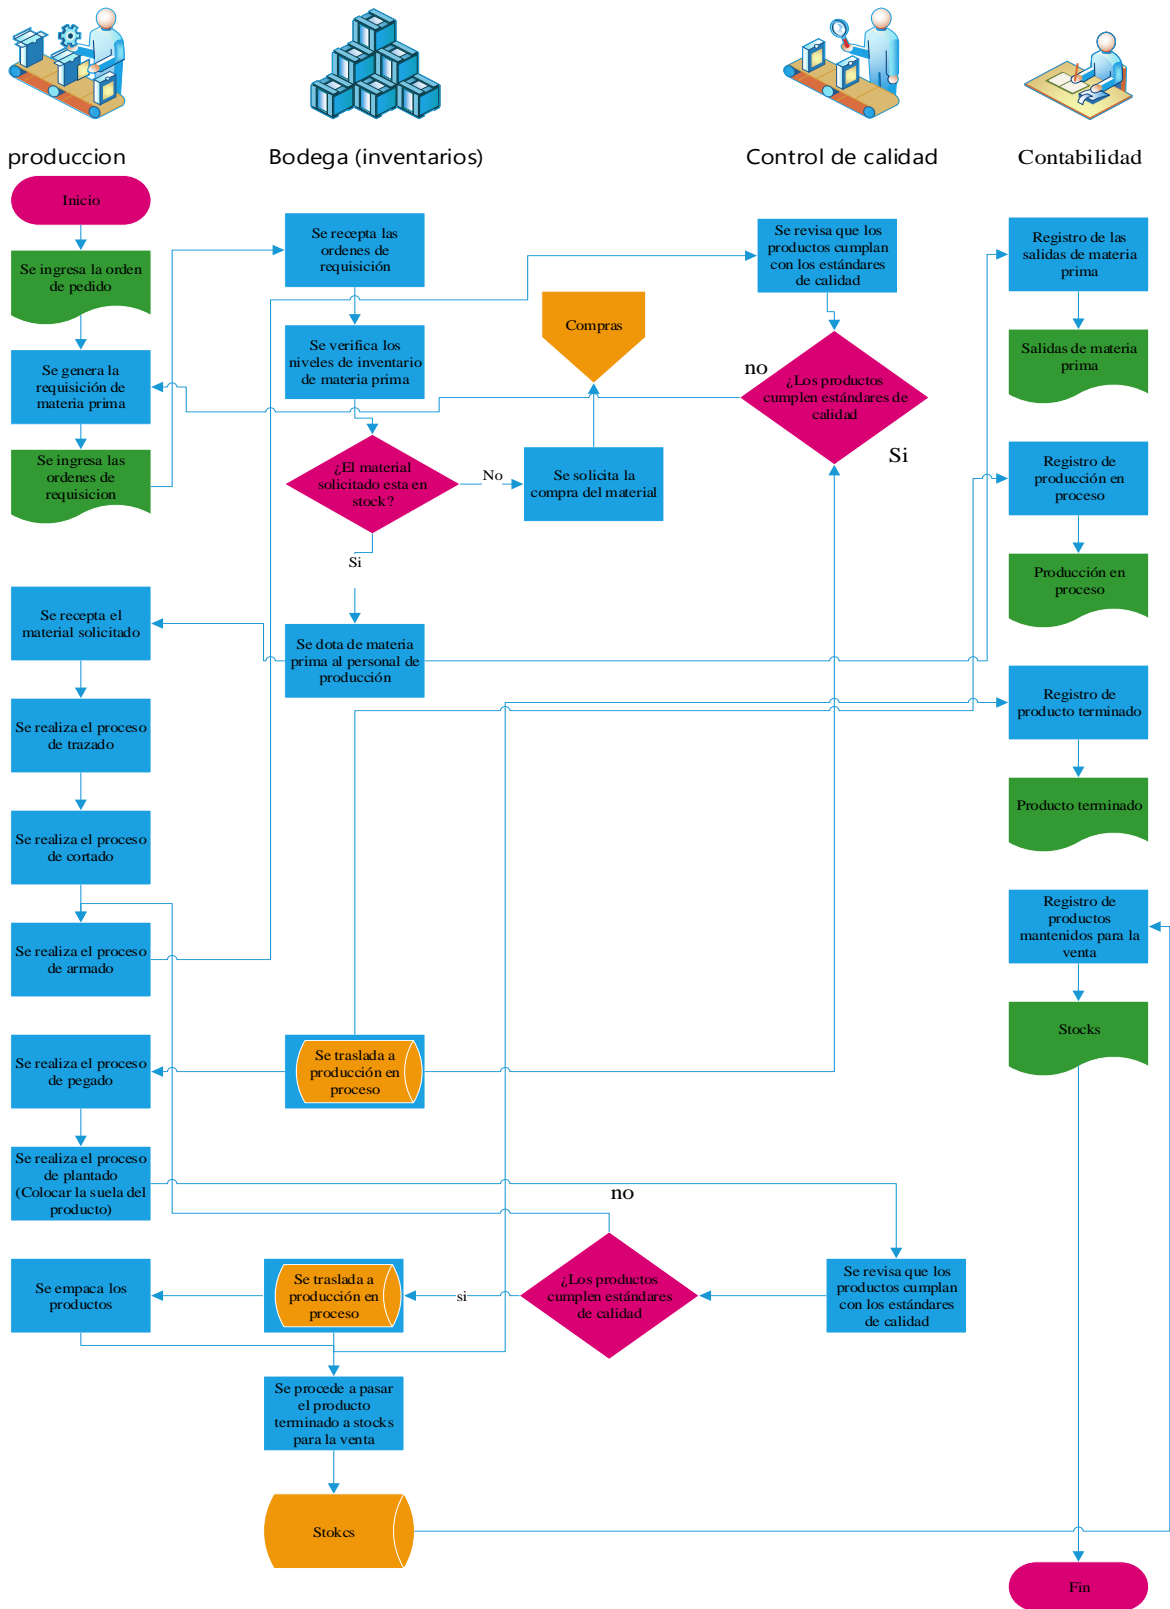 produccion
Bodega (inventarios)
Control de calidad
Contabilidad
Inicio
Se ingresa la orden
de pedido
Se genera la
requisición de
materia prima
Se ingresa las
ordenes de
requisicion
Se recepta las
ordenes de
requisición
Se verifica los
niveles de inventario
de materia prima
¿El material
solicitado esta en
stock?
No
Si
Se solicita la
compra del material
Compras
Se revisa que los
productos cumplan
con los estándares
de calidad
no
¿Los productos
cumplen estándares de
calidad
Si
Registro de las
salidas de materia
prima
Salidas de materia
prima
Registro de
producción en
proceso
Producción en
proceso
Se recepta el
material solicitado
Se dota de materia
prima al personal de
producción
Registro de
producto terminado
Producto terminado
Se realiza el proceso
de trazado
Se realiza el proceso
de cortado
Se realiza el proceso
de armado
Registro de
productos
mantenidos para la
venta
Stocks
Se realiza el proceso
de pegado
Se traslada a
producción en
proceso
Se realiza el proceso
de plantado
(Colocar la suela del
producto)
no
Se empaca los
productos
Se traslada a
producción en
proceso
si
¿Los productos
cumplen estándares
de calidad
Se revisa que los
productos cumplan
con los estándares
de calidad
Se procede a pasar
el producto
terminado a stocks
para la venta
Stokcs
Fin